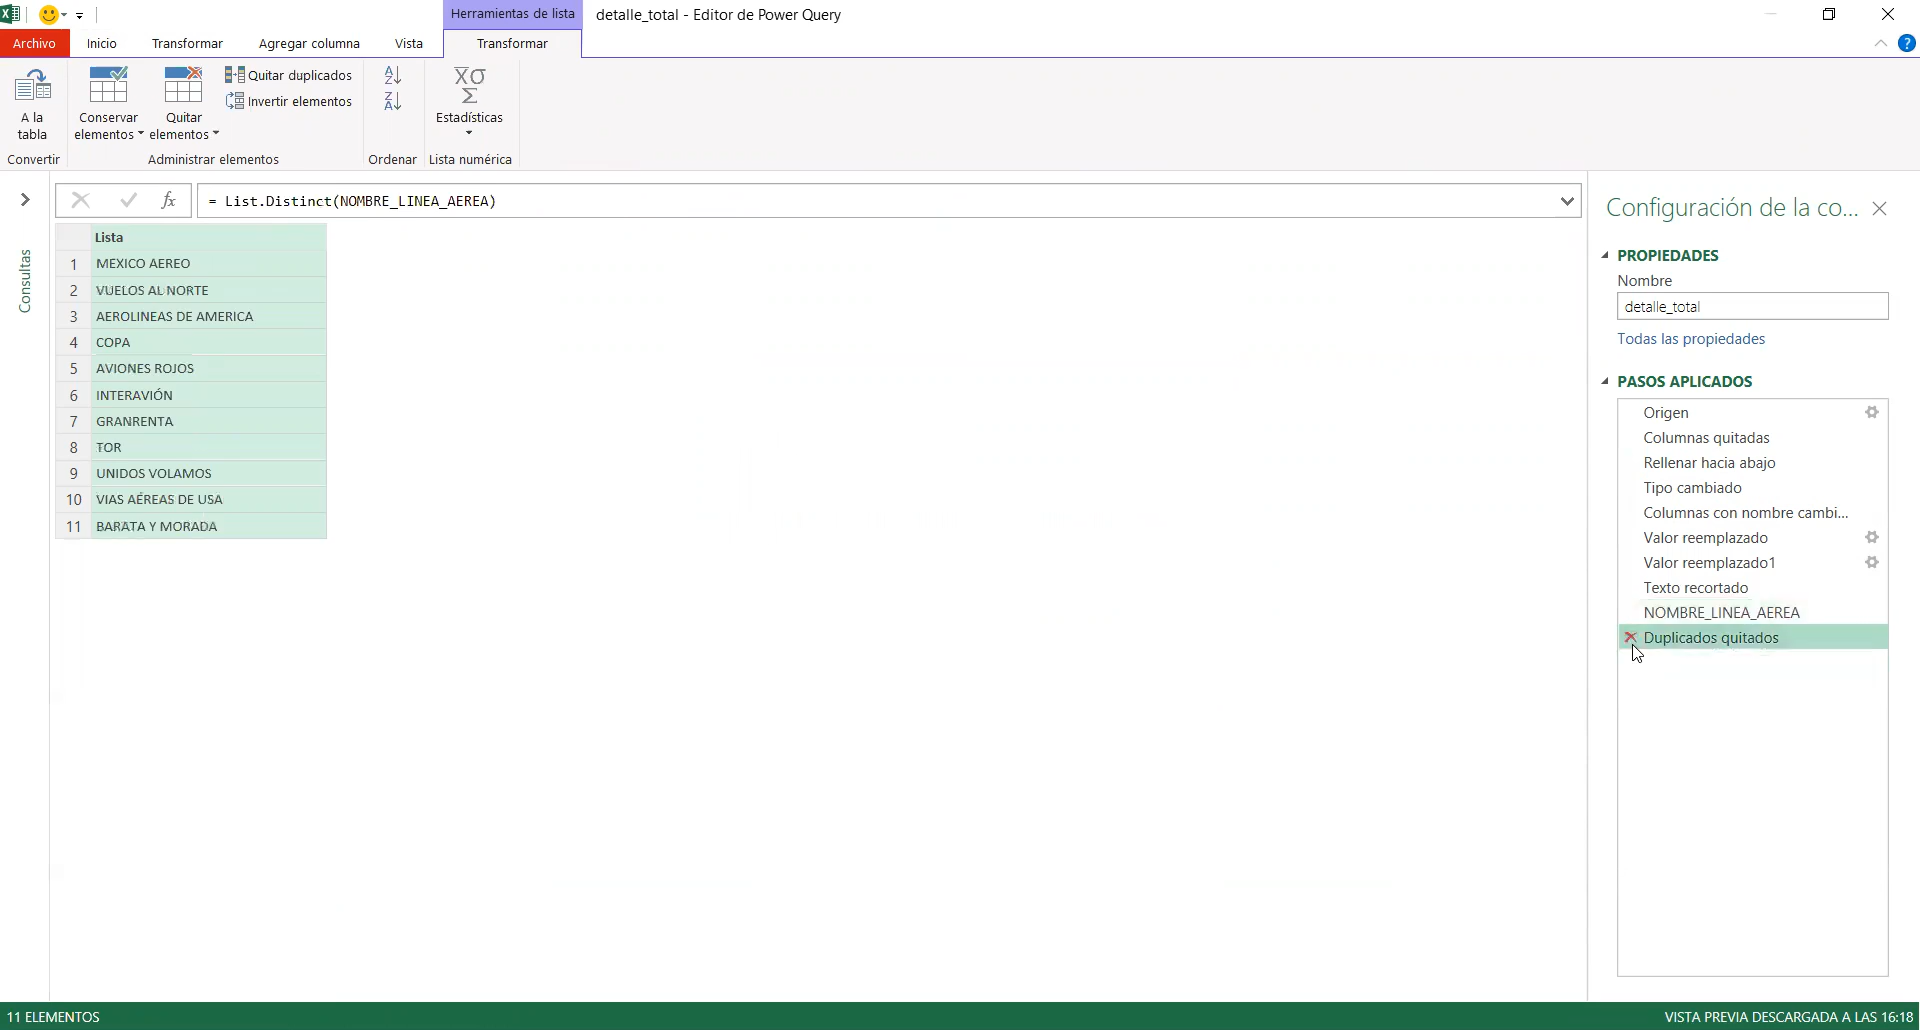 Herramientas de lista
detalle_total - Editor de Power Query
Archivo
Inicio
Transformar
Agregar columna
Vista
Transformar
A la
tabla
Conservar
elementos
Quitar
elementos
Quitar duplicados
Invertir elementos
A
Z
Z
A
X̅σ
Σ
Estadísticas
Convertir
Administrar elementos
Ordenar
Lista numérica
Consultas
fx
= List.Distinct(NOMBRE_LINEA_AEREA)
Lista
1 MEXICO AEREO
2 VUELOS AL NORTE
3 AEROLINEAS DE AMERICA
4 COPA
5 AVIONES ROJOS
6 INTERAVIÓN
7 GRANRENTA
8 TOR
9 UNIDOS VOLAMOS
10 VIAS AÉREAS DE USA
11 BARATA Y MORADA
Configuración de la co...
PROPIEDADES
Nombre
detalle_total
Todas las propiedades
PASOS APLICADOS
Origen
Columnas quitadas
Rellenar hacia abajo
Tipo cambiado
Columnas con nombre cambi...
Valor reemplazado
Valor reemplazado1
Texto recortado
NOMBRE_LINEA_AEREA
Duplicados quitados
11 ELEMENTOS
VISTA PREVIA DESCARGADA A LAS 16:18